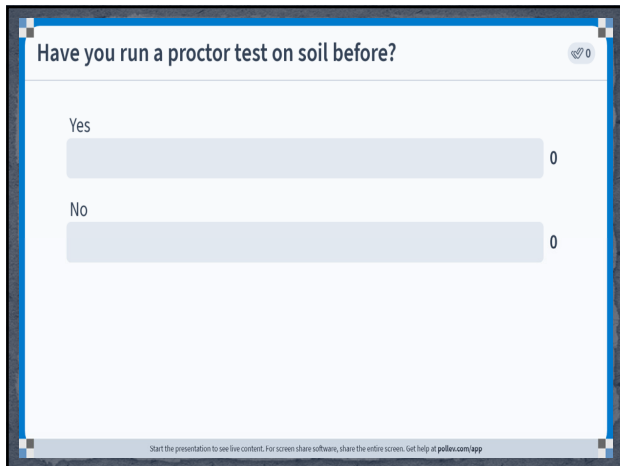 Have you run a proctor test on soil before?
0
Yes
0
No
0
Start the presentation to see live content. For screen share software, share the entire screen. Get help at pollev.com/app